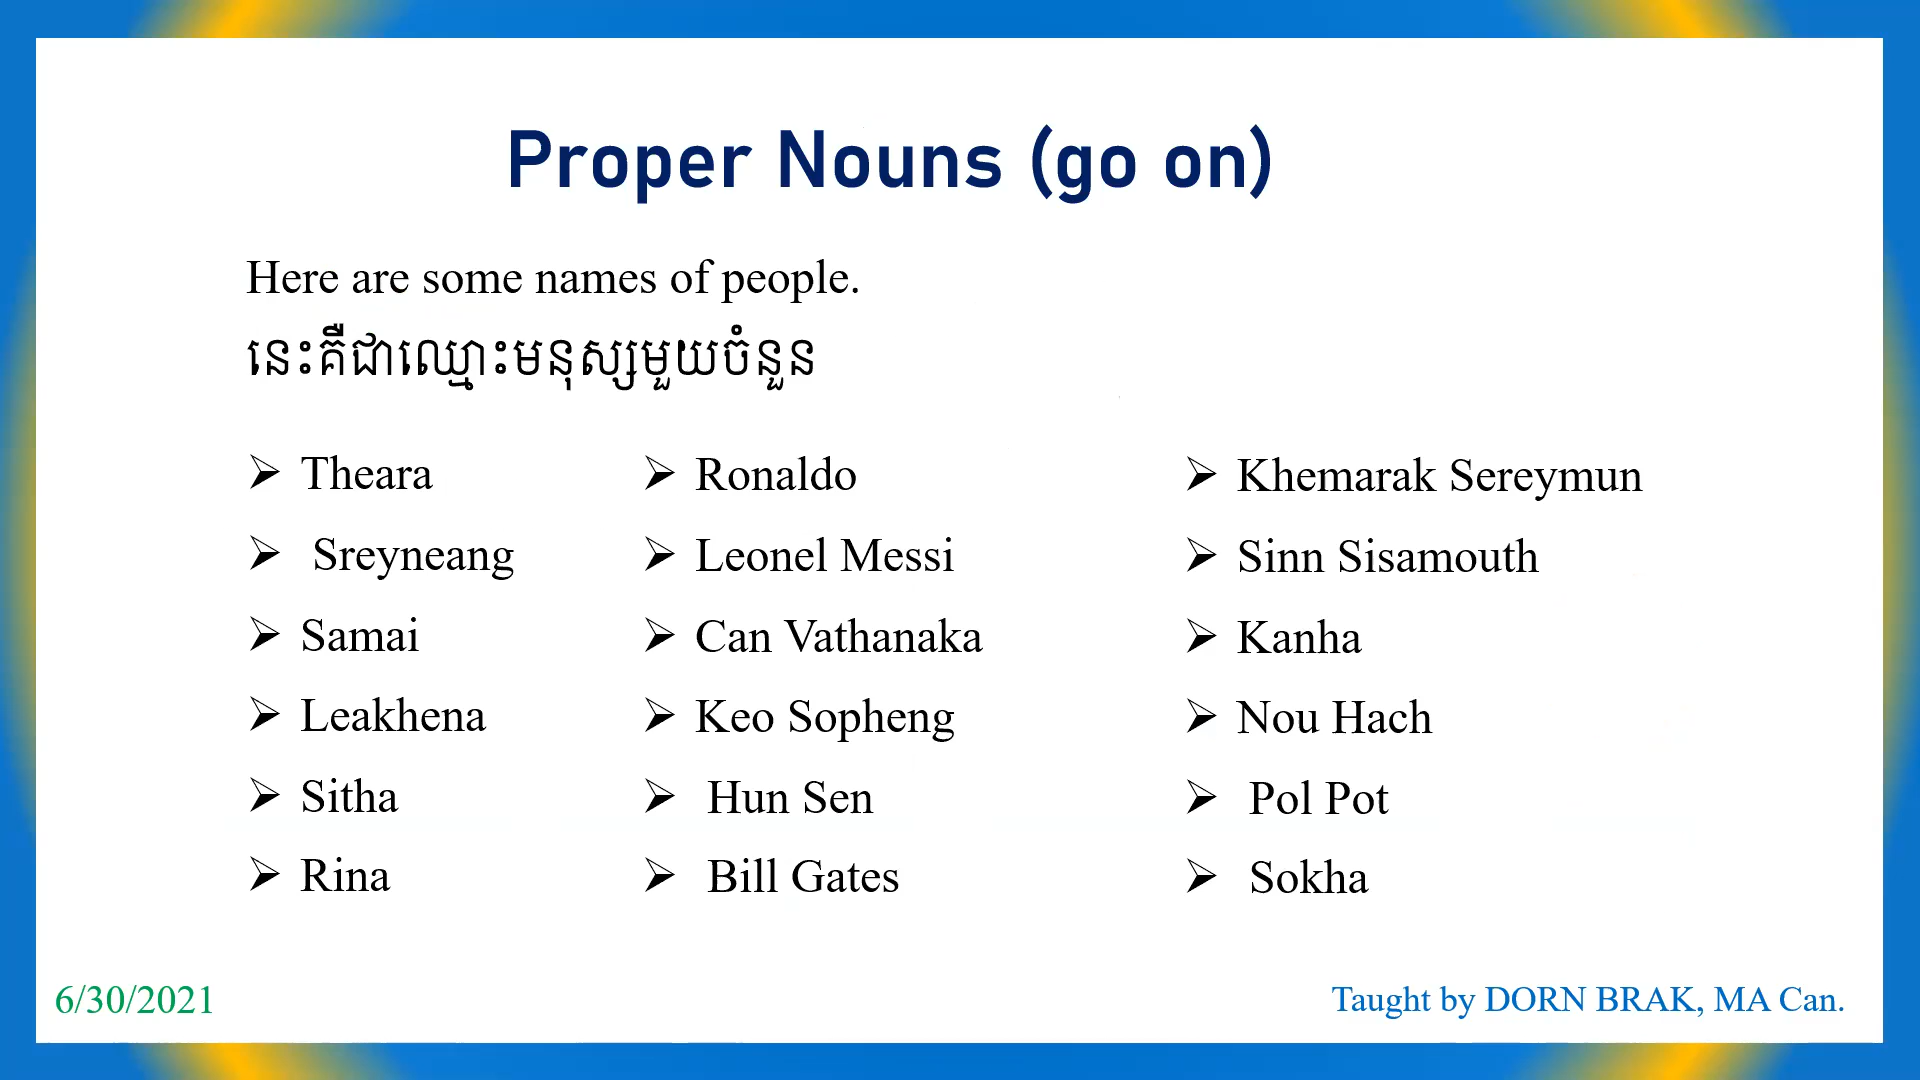 Proper Nouns (go on)
Here are some names of people.
នេះគឺជាឈ្មោះមនុស្សមួយចំនួន
➢ Theara
➢ Sreyneang
➢ Samai
➢ Leakhena
➢ Sitha
➢ Rina
➢ Ronaldo
➢ Leonel Messi
➢ Can Vathanaka
➢ Keo Sopheng
➢ Hun Sen
➢ Bill Gates
➢ Khemarak Sereymun
➢ Sinn Sisamouth
➢ Kanha
➢ Nou Hach
➢ Pol Pot
➢ Sokha
6/30/2021
Taught by DORN BRAK, MA Can.